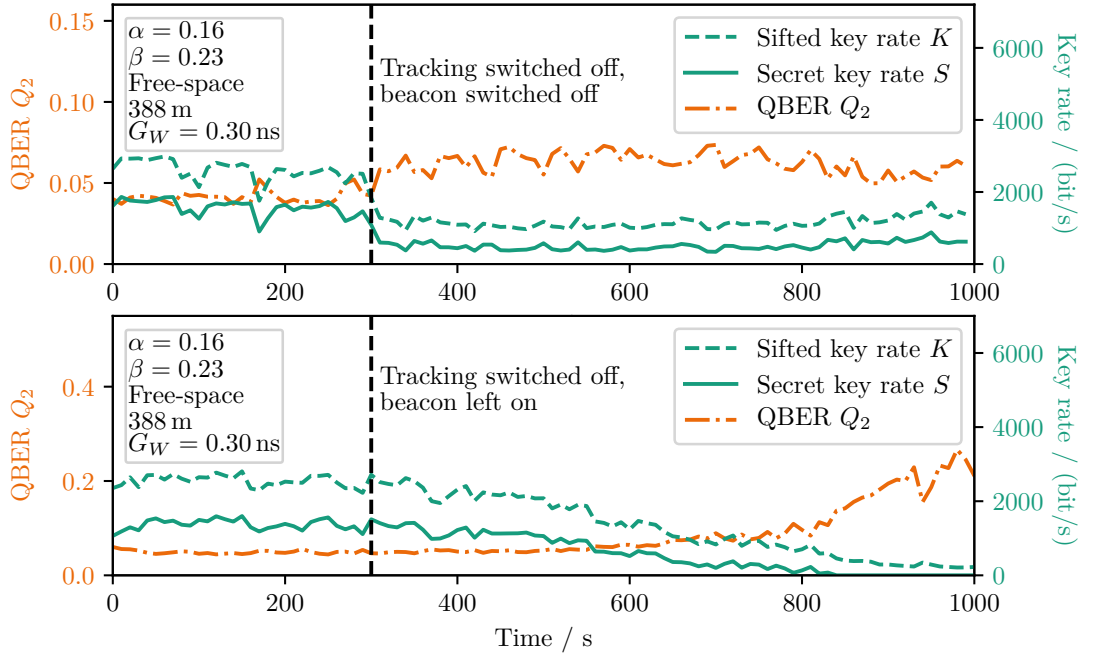 0.15
0.10
0.05
0.00
QBER Q₂
α = 0.16
β = 0.23
Free-space
388 m
G_W = 0.30 ns
Tracking switched off,
beacon switched off
Sifted key rate K
Secret key rate S
QBER Q₂
6000
4000
2000
0
Key rate / (bit/s)
0 200 400 600 800 1000
0.4
0.2
0.0
QBER Q₂
α = 0.16
β = 0.23
Free-space
388 m
G_W = 0.30 ns
Tracking switched off,
beacon left on
Sifted key rate K
Secret key rate S
QBER Q₂
6000
4000
2000
0
Key rate / (bit/s)
0 200 400 600 800 1000
Time / s